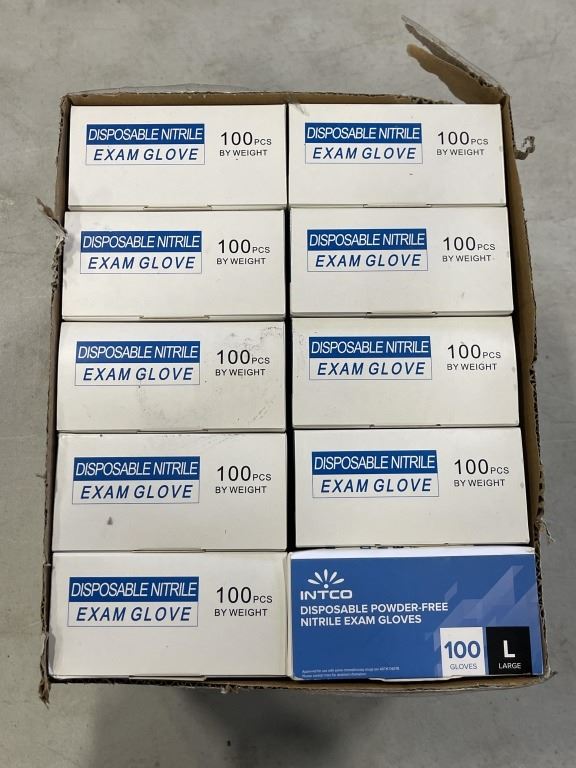 DISPOSABLE NITRILE
EXAM GLOVE
100PCS
BY WEIGHT
DISPOSABLE NITRILE
EXAM GLOVE
100PCS
BY WEIGHT
DISPOSABLE NITRILE
EXAM GLOVE
100PCS
BY WEIGHT
DISPOSABLE NITRILE
EXAM GLOVE
100PCS
BY WEIGHT
DISPOSABLE NITRILE
EXAM GLOVE
100PCS
BY WEIGHT
DISPOSABLE NITRILE
EXAM GLOVE
100PCS
BY WEIGHT
DISPOSABLE NITRILE
EXAM GLOVE
100PCS
BY WEIGHT
DISPOSABLE NITRILE
EXAM GLOVE
100PCS
BY WEIGHT
DISPOSABLE NITRILE
EXAM GLOVE
100PCS
BY WEIGHT
INTCO
DISPOSABLE POWDER-FREE
NITRILE EXAM GLOVES
100
GLOVES
L
LARGE